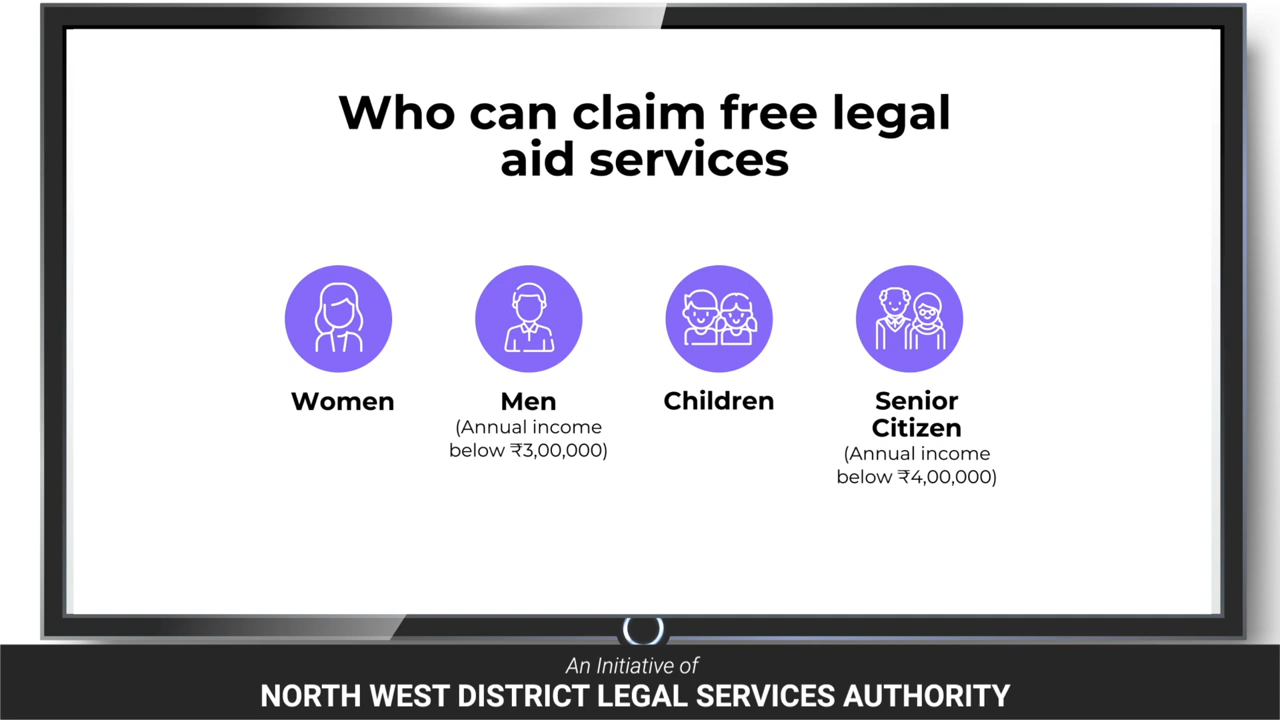 Who can claim free legal
aid services
Women
Men
(Annual income
below ₹3,00,000)
Children
Senior
Citizen
(Annual income
below ₹4,00,000)
An Initiative of
NORTH WEST DISTRICT LEGAL SERVICES AUTHORITY